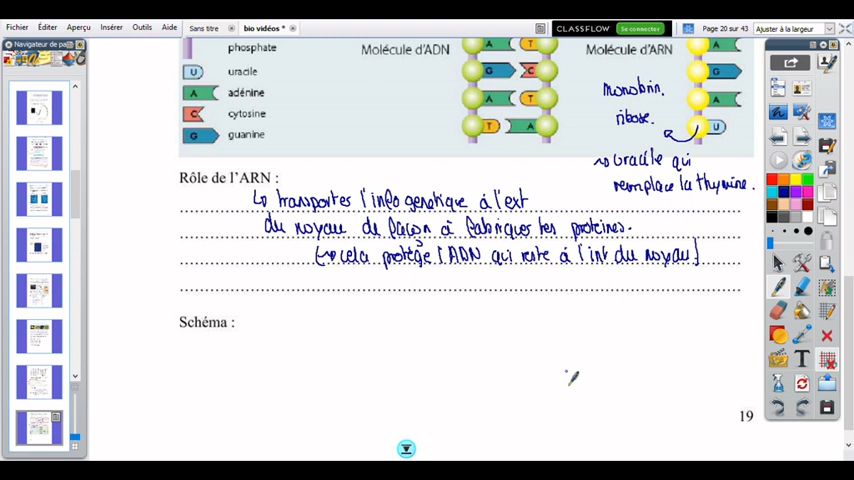 Fichier Éditer Aperçu Insérer Format Outils Aide
Sans titre
bio vidéos *
CLASSFLOW
Se connecter
Page 20 sur 43
Ajuster à la largeur
Navigateur de pa
phosphate
U uracile
A adénine
C cytosine
G guanine
Molécule d'ADN
A T
G C
A T
T A
Molécule d'ARN
A
G
A
U
monobrin.
ribose.
↳ Uracile qui
remplace la thymine.
Rôle de l'ARN :
↳ transporter l'info génétique à l'ext
du noyau de façon à fabriquer les protéines.
(→ cela protège l'ADN qui reste à l'int du noyau)
Schéma :
19